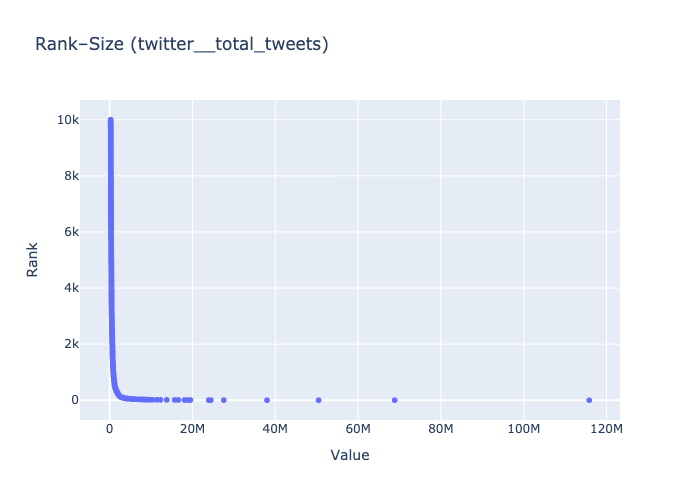 Rank−Size (twitter__total_tweets)
10k
8k
6k
4k
2k
0
Rank
0 20M 40M 60M 80M 100M 120M
Value